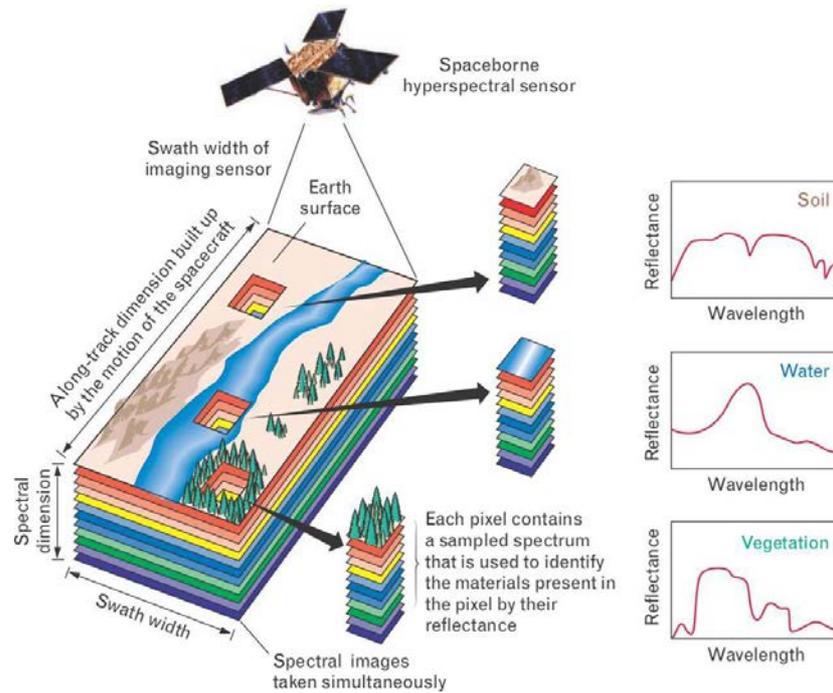 Spaceborne
hyperspectral sensor
Swath width of
imaging sensor
Earth
surface
Along-track dimension built up
by the motion of the spacecraft
Soil
Reflectance
Wavelength
Water
Reflectance
Wavelength
Spectral
dimension
Each pixel contains
a sampled spectrum
that is used to identify
the materials present in
the pixel by their
reflectance
Vegetation
Reflectance
Wavelength
Swath width
Spectral images
taken simultaneously